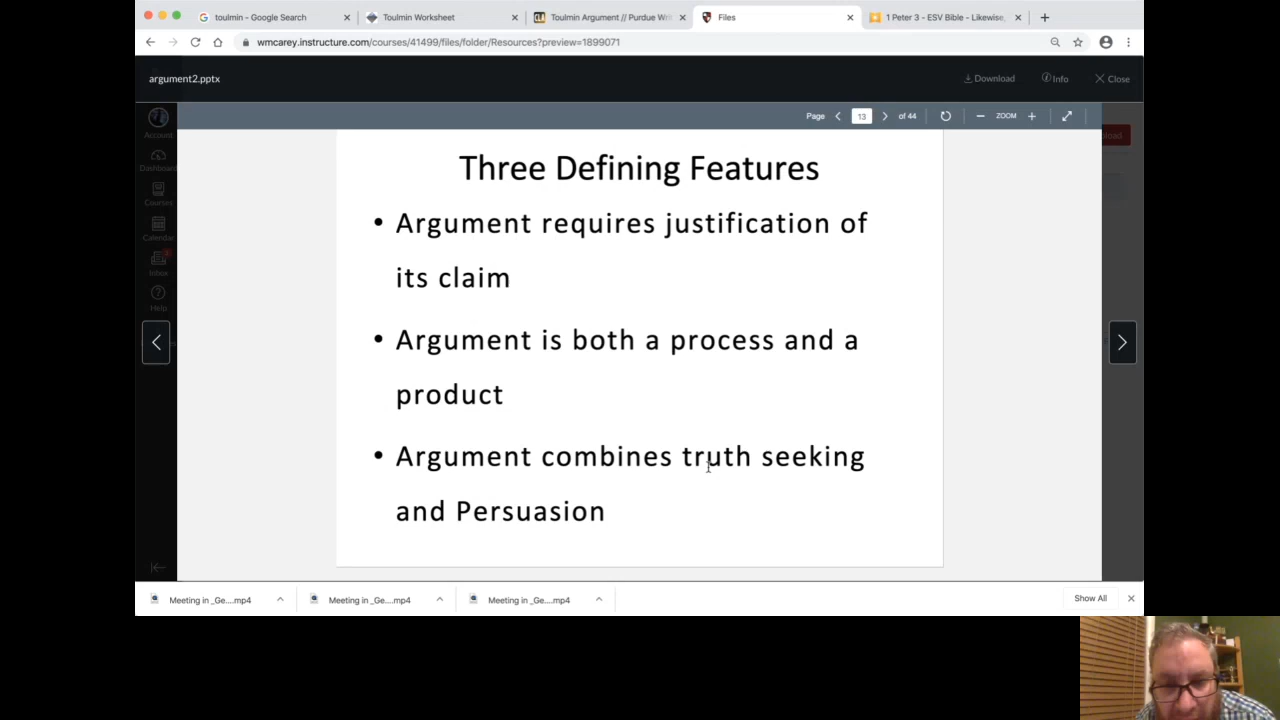 toulmin - Google Search
Toulmin Worksheet
Toulmin Argument // Purdue Wri
Files
1 Peter 3 - ESV Bible - Likewise,
wmcarey.instructure.com/courses/41499/files/folder/Resources?preview=1899071
argument2.pptx
Download
Info
Close
Page
13
of 44
ZOOM
Account
Dashboard
Courses
Calendar
Inbox
Help
Three Defining Features
• Argument requires justification of
its claim
• Argument is both a process and a
product
• Argument combines truth seeking
and Persuasion
Meeting in _Ge....mp4
Meeting in _Ge....mp4
Meeting in _Ge....mp4
Show All